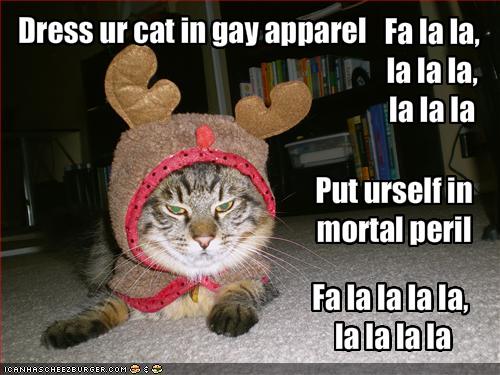 Dress ur cat in gay apparel
Fa la la,
la la la,
la la la
Put urself in
mortal peril
Fa la la la la,
la la la la
ICANHASCHEEZBURGER.COM